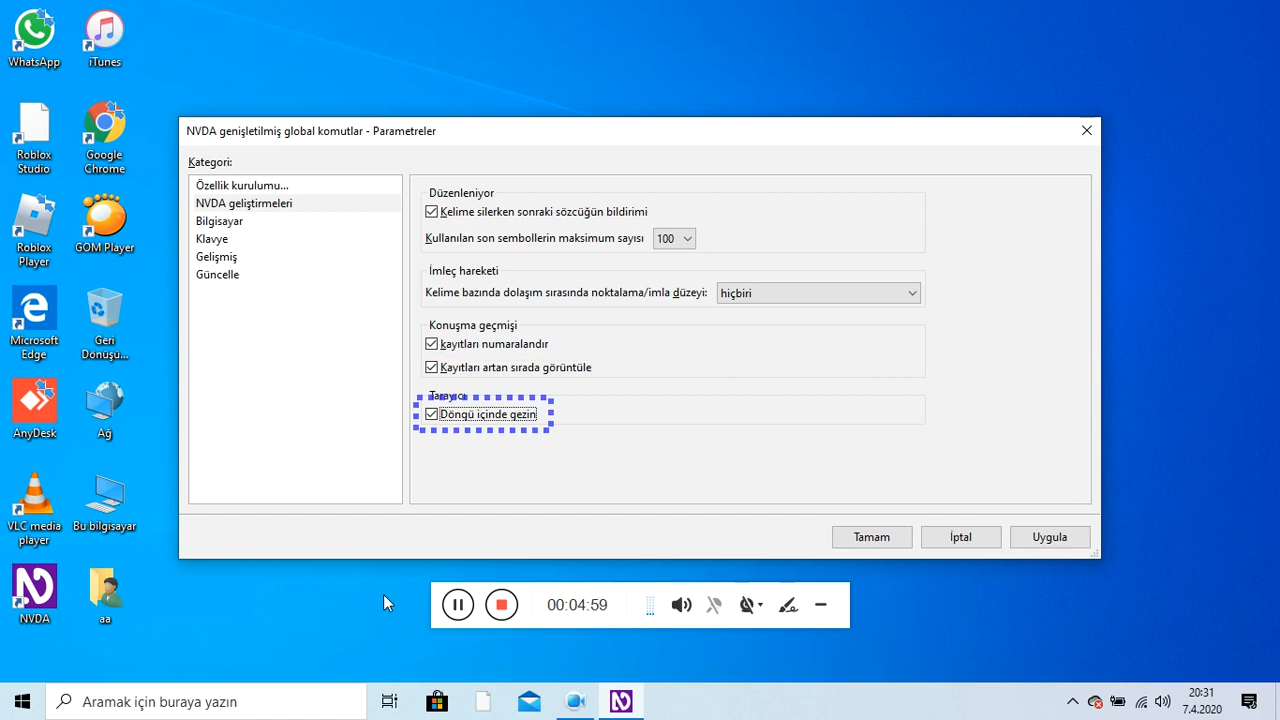 WhatsApp
iTunes
Roblox
Studio
Google
Chrome
Roblox
Player
GOM Player
Microsoft
Edge
Geri
Dönüşü...
AnyDesk
Ağ
VLC media
player
Bu bilgisayar
NVDA
aa
NVDA genişletilmiş global komutlar - Parametreler
Kategori:
Özellik kurulumu...
NVDA geliştirmeleri
Bilgisayar
Klavye
Gelişmiş
Güncelle
Düzenleniyor
Kelime silerken sonraki sözcüğün bildirimi
Kullanılan son sembollerin maksimum sayısı 100
İmleç hareketi
Kelime bazında dolaşım sırasında noktalama/imla düzeyi: hiçbiri
Konuşma geçmişi
kayıtları numaralandır
Kayıtları artan sırada görüntüle
Tarayıcı
Döngü içinde gezin
Tamam
İptal
Uygula
00:04:59
Aramak için buraya yazın
20:31
7.4.2020